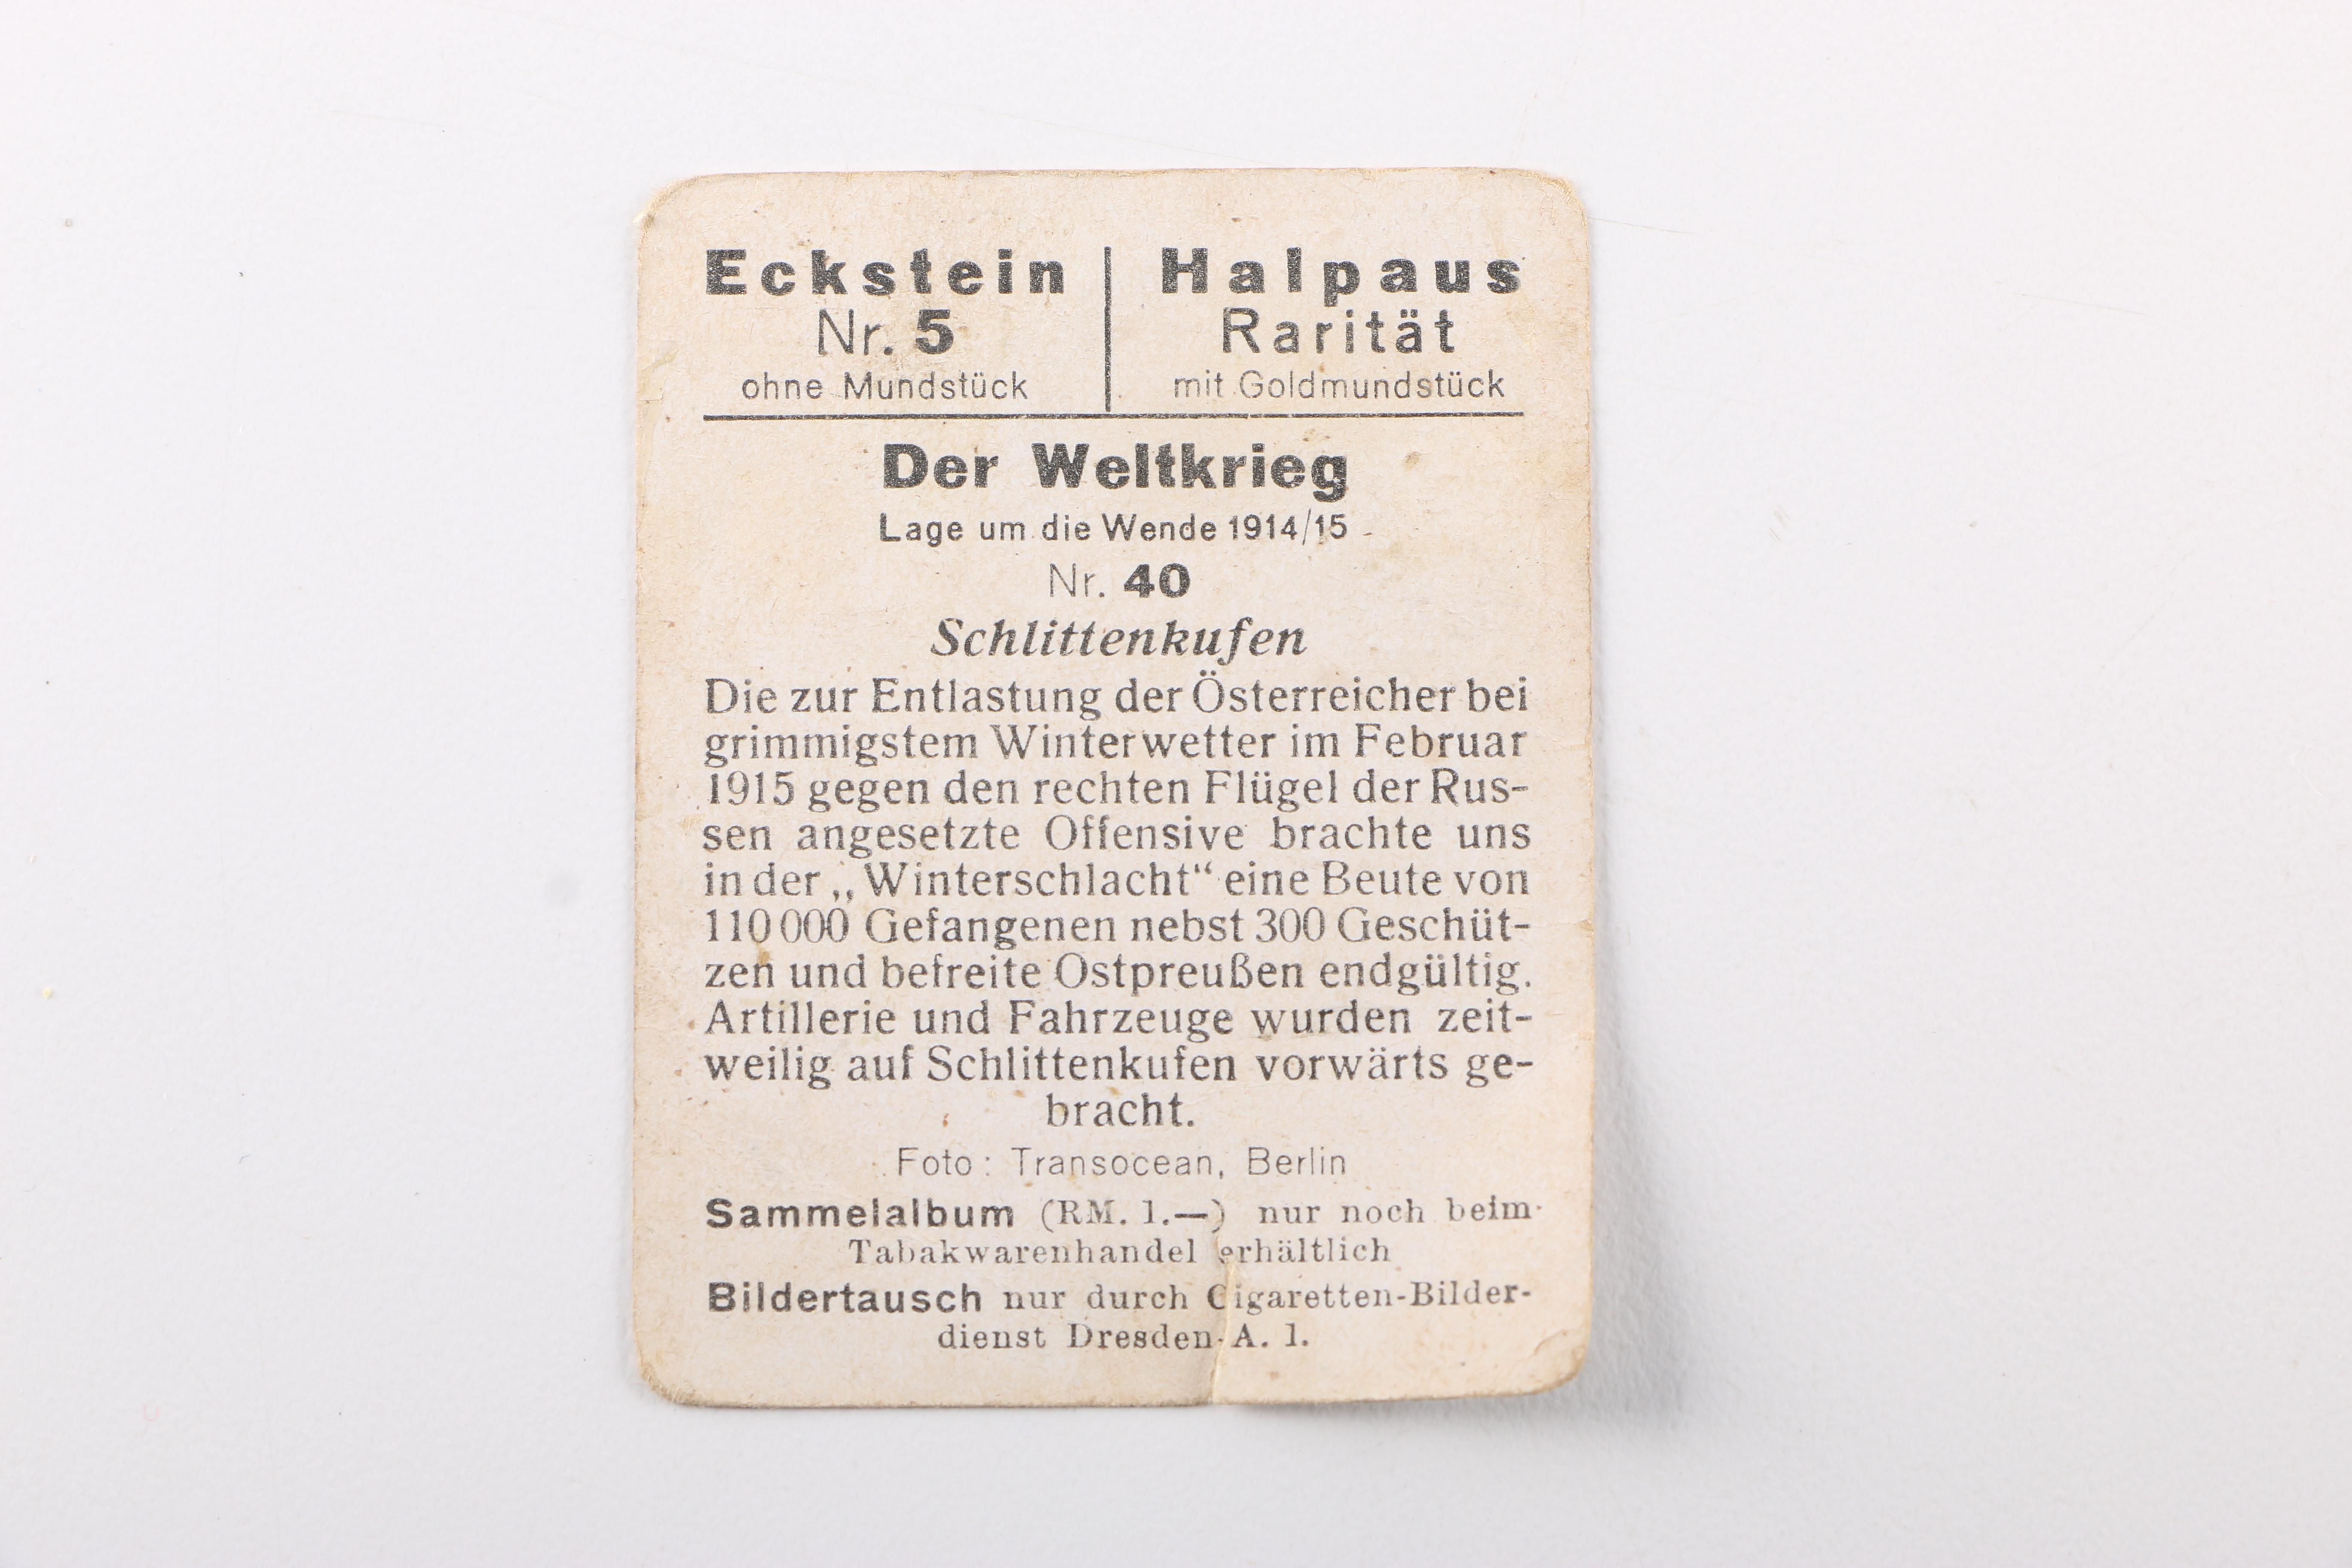 Eckstein
Nr. 5
ohne Mundstück
Halpaus
Rarität
mit Goldmundstück
Der Weltkrieg
Lage um die Wende 1914/15
Nr. 40
Schlittenkufen
Die zur Entlastung der Österreicher bei
grimmigstem Winterwetter im Februar
1915 gegen den rechten Flügel der Rus-
sen angesetzte Offensive brachte uns
in der „Winterschlacht“ eine Beute von
110000 Gefangenen nebst 300 Geschüt-
zen und befreite Ostpreußen endgültig.
Artillerie und Fahrzeuge wurden zeit-
weilig auf Schlittenkufen vorwärts ge-
bracht.
Foto: Transocean, Berlin
Sammelalbum (RM. 1.—) nur noch beim
Tabakwarenhandel erhältlich
Bildertausch nur durch Cigaretten-Bilder-
dienst Dresden-A. 1.